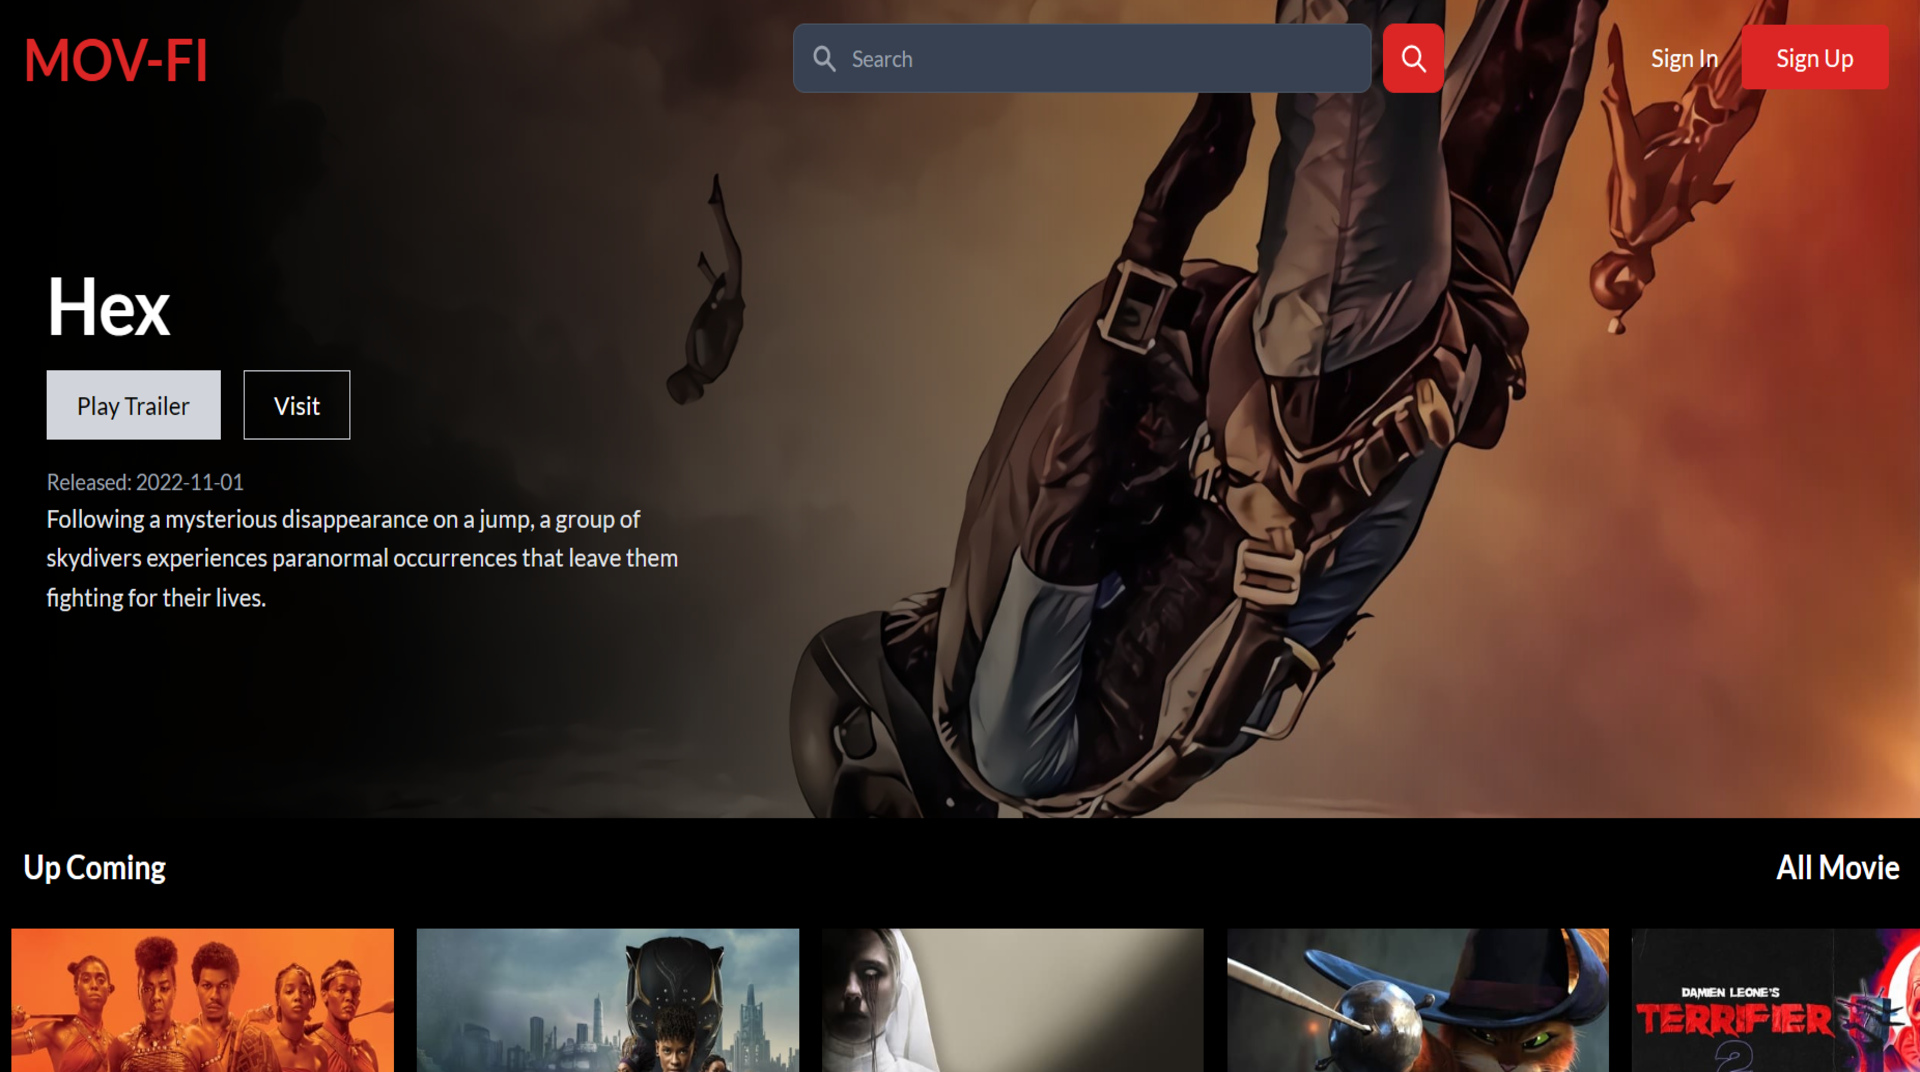 MOV-FI
Search
Sign In
Sign Up
Hex
Play Trailer
Visit
Released: 2022-11-01
Following a mysterious disappearance on a jump, a group of
skydivers experiences paranormal occurrences that leave them
fighting for their lives.
Up Coming
All Movie
DAMIEN LEONE'S
TERRIFIER
2